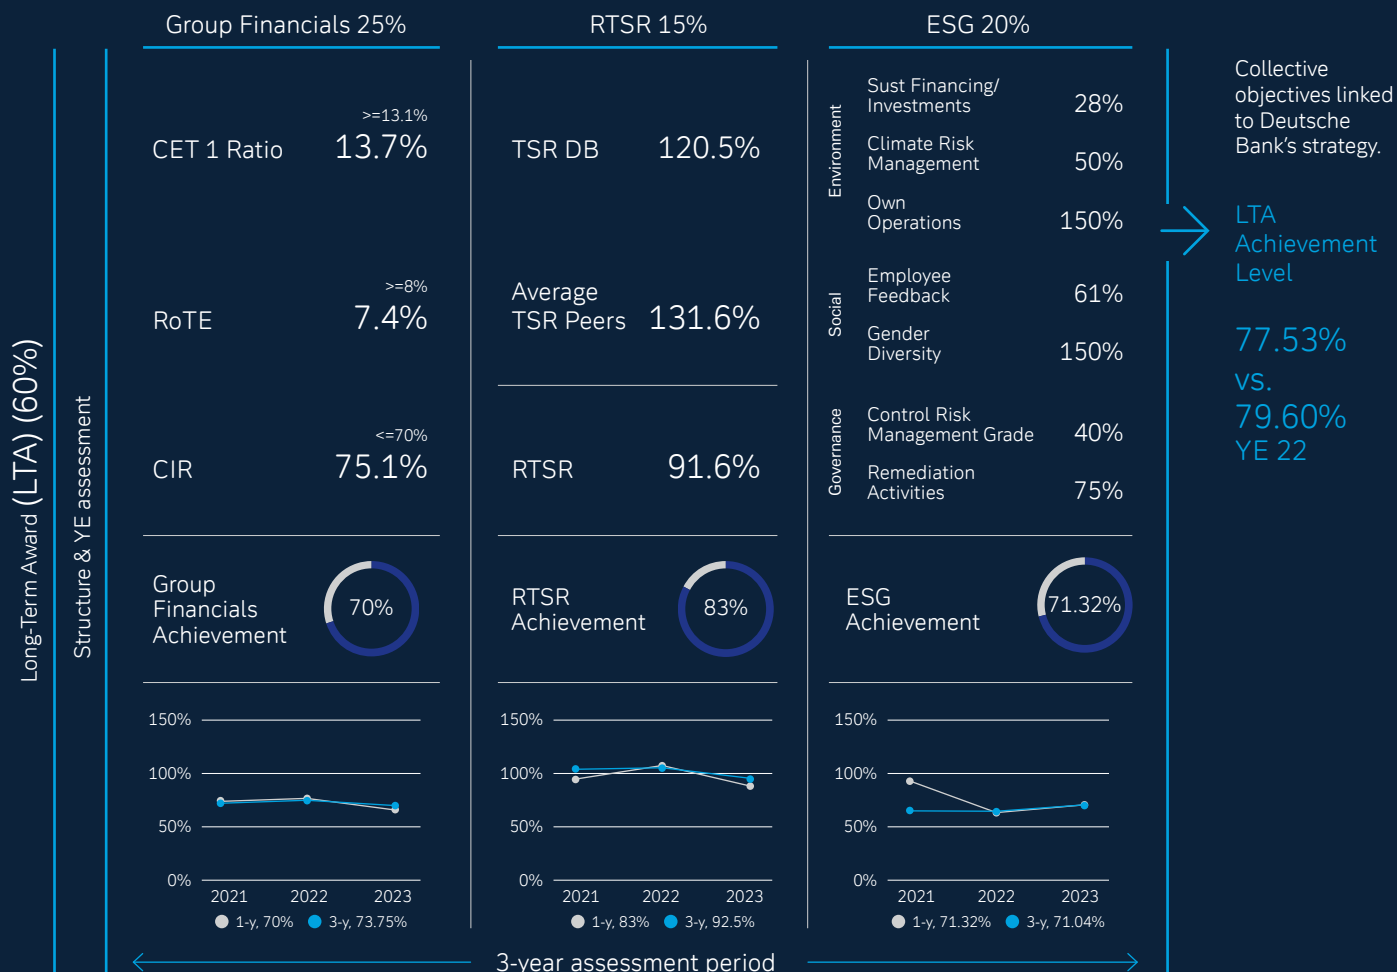 Long-Term Award (LTA) (60%)
Structure & YE assessment
Group Financials 25%
>=13.1%
CET 1 Ratio 13.7%
>=8%
RoTE 7.4%
<=70%
CIR 75.1%
Group
Financials
Achievement
70%
150%
100%
50%
0%
2021 2022 2023
1-y, 70% 3-y, 73.75%
RTSR 15%
TSR DB 120.5%
Average
TSR Peers 131.6%
RTSR 91.6%
RTSR
Achievement
83%
150%
100%
50%
0%
2021 2022 2023
1-y, 83% 3-y, 92.5%
ESG 20%
Environment
Sust Financing/
Investments 28%
Climate Risk
Management 50%
Own
Operations 150%
Social
Employee
Feedback 61%
Gender
Diversity 150%
Governance
Control Risk
Management Grade 40%
Remediation
Activities 75%
ESG
Achievement
71.32%
150%
100%
50%
0%
2021 2022 2023
1-y, 71.32% 3-y, 71.04%
3-year assessment period
Collective
objectives linked
to Deutsche
Bank’s strategy.
LTA
Achievement
Level
77.53%
vs.
79.60%
YE 22